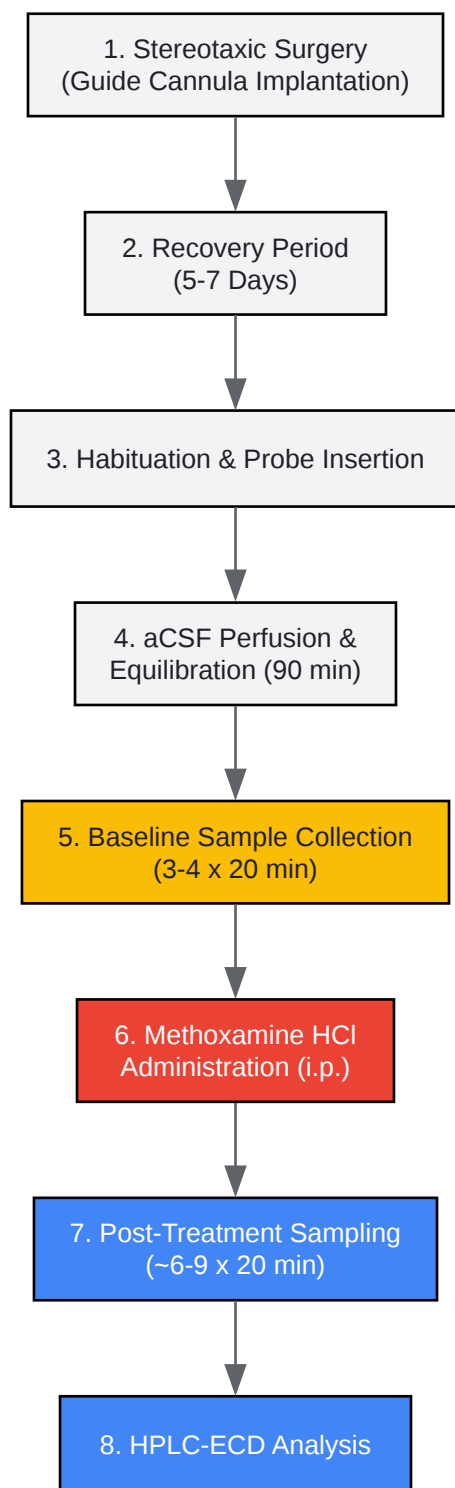 1. Stereotaxic Surgery
(Guide Cannula Implantation)
2. Recovery Period
(5-7 Days)
3. Habituation & Probe Insertion
4. aCSF Perfusion &
Equilibration (90 min)
5. Baseline Sample Collection
(3-4 x 20 min)
6. Methoxamine HCl
Administration (i.p.)
7. Post-Treatment Sampling
(~6-9 x 20 min)
8. HPLC-ECD Analysis